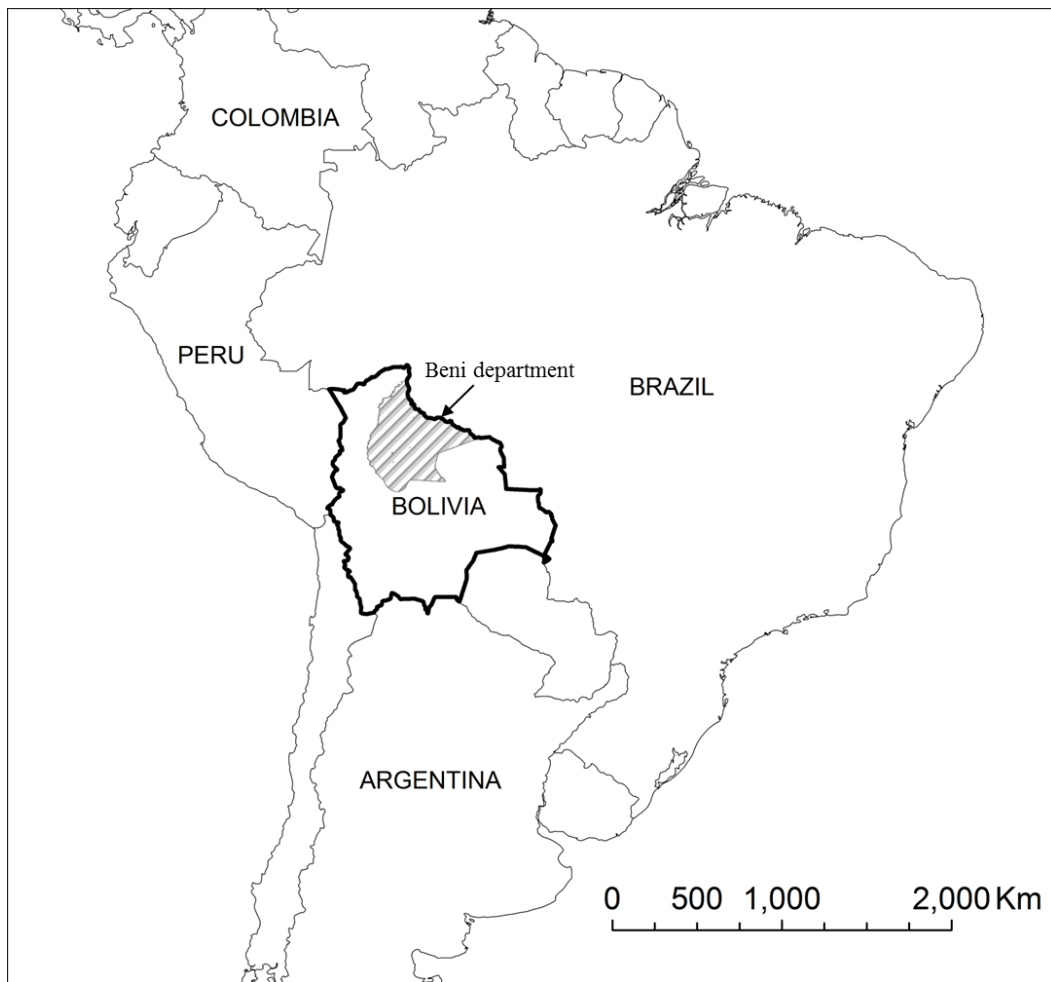 COLOMBIA
PERU
Beni department
BRAZIL
BOLIVIA
ARGENTINA
0 500 1,000 2,000 Km